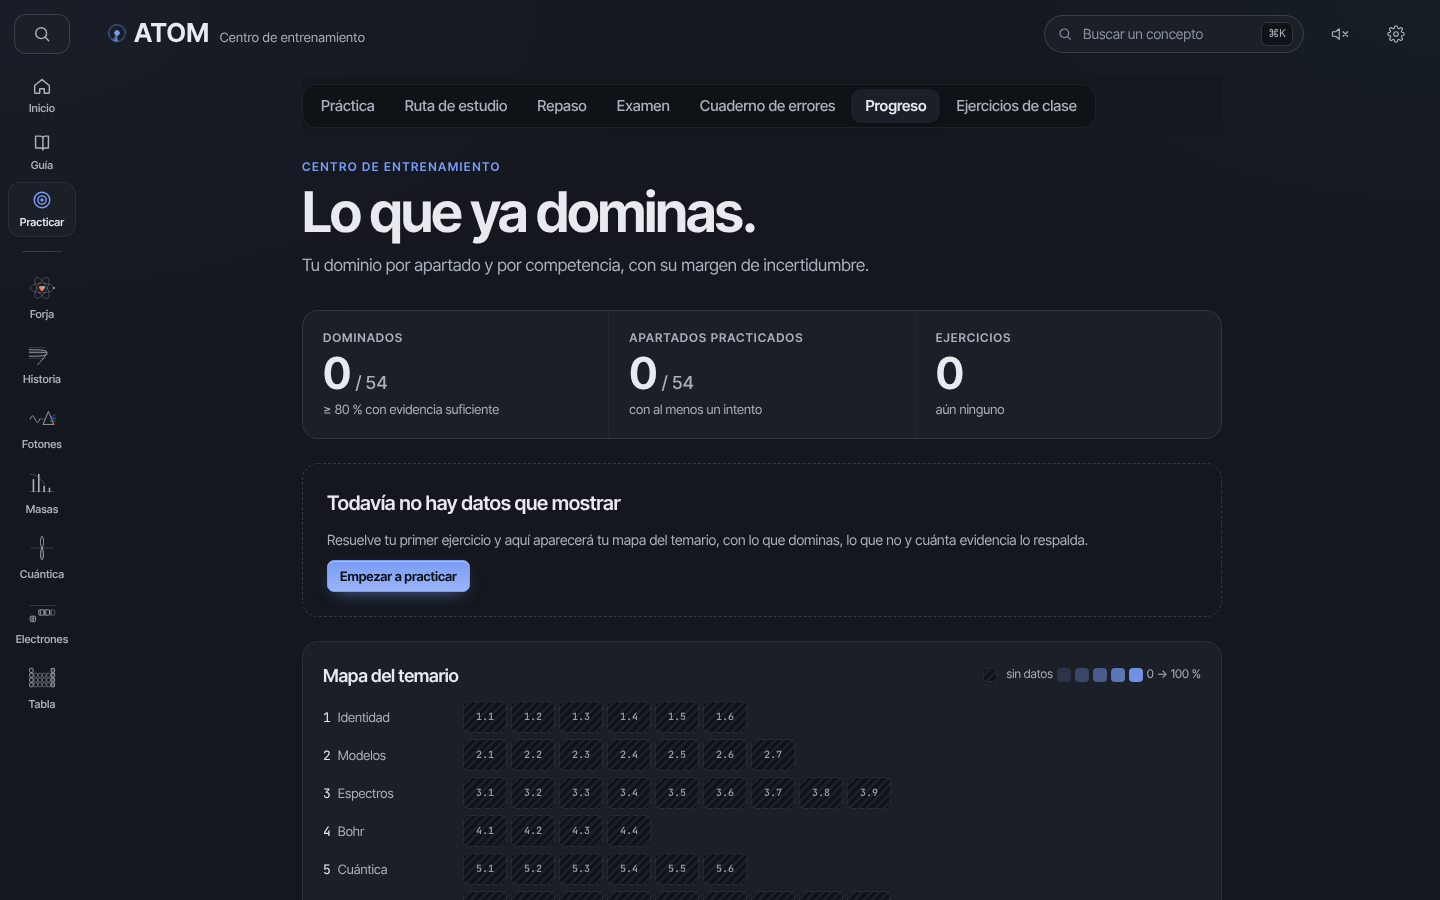 ATOM Centro de entrenamiento
Buscar un concepto ⌘K
Inicio
Guía
Practicar
Forja
Historia
Fotones
Masas
Cuántica
Electrones
Tabla
Práctica Ruta de estudio Repaso Examen Cuaderno de errores Progreso Ejercicios de clase
CENTRO DE ENTRENAMIENTO
Lo que ya dominas.
Tu dominio por apartado y por competencia, con su margen de incertidumbre.
DOMINADOS
0 / 54
≥ 80 % con evidencia suficiente
APARTADOS PRACTICADOS
0 / 54
con al menos un intento
EJERCICIOS
0
aún ninguno
Todavía no hay datos que mostrar
Resuelve tu primer ejercicio y aquí aparecerá tu mapa del temario, con lo que dominas, lo que no y cuánta evidencia lo respalda.
Empezar a practicar
Mapa del temario
sin datos 0 → 100 %
1 Identidad 1.1 1.2 1.3 1.4 1.5 1.6
2 Modelos 2.1 2.2 2.3 2.4 2.5 2.6 2.7
3 Espectros 3.1 3.2 3.3 3.4 3.5 3.6 3.7 3.8 3.9
4 Bohr 4.1 4.2 4.3 4.4
5 Cuántica 5.1 5.2 5.3 5.4 5.5 5.6